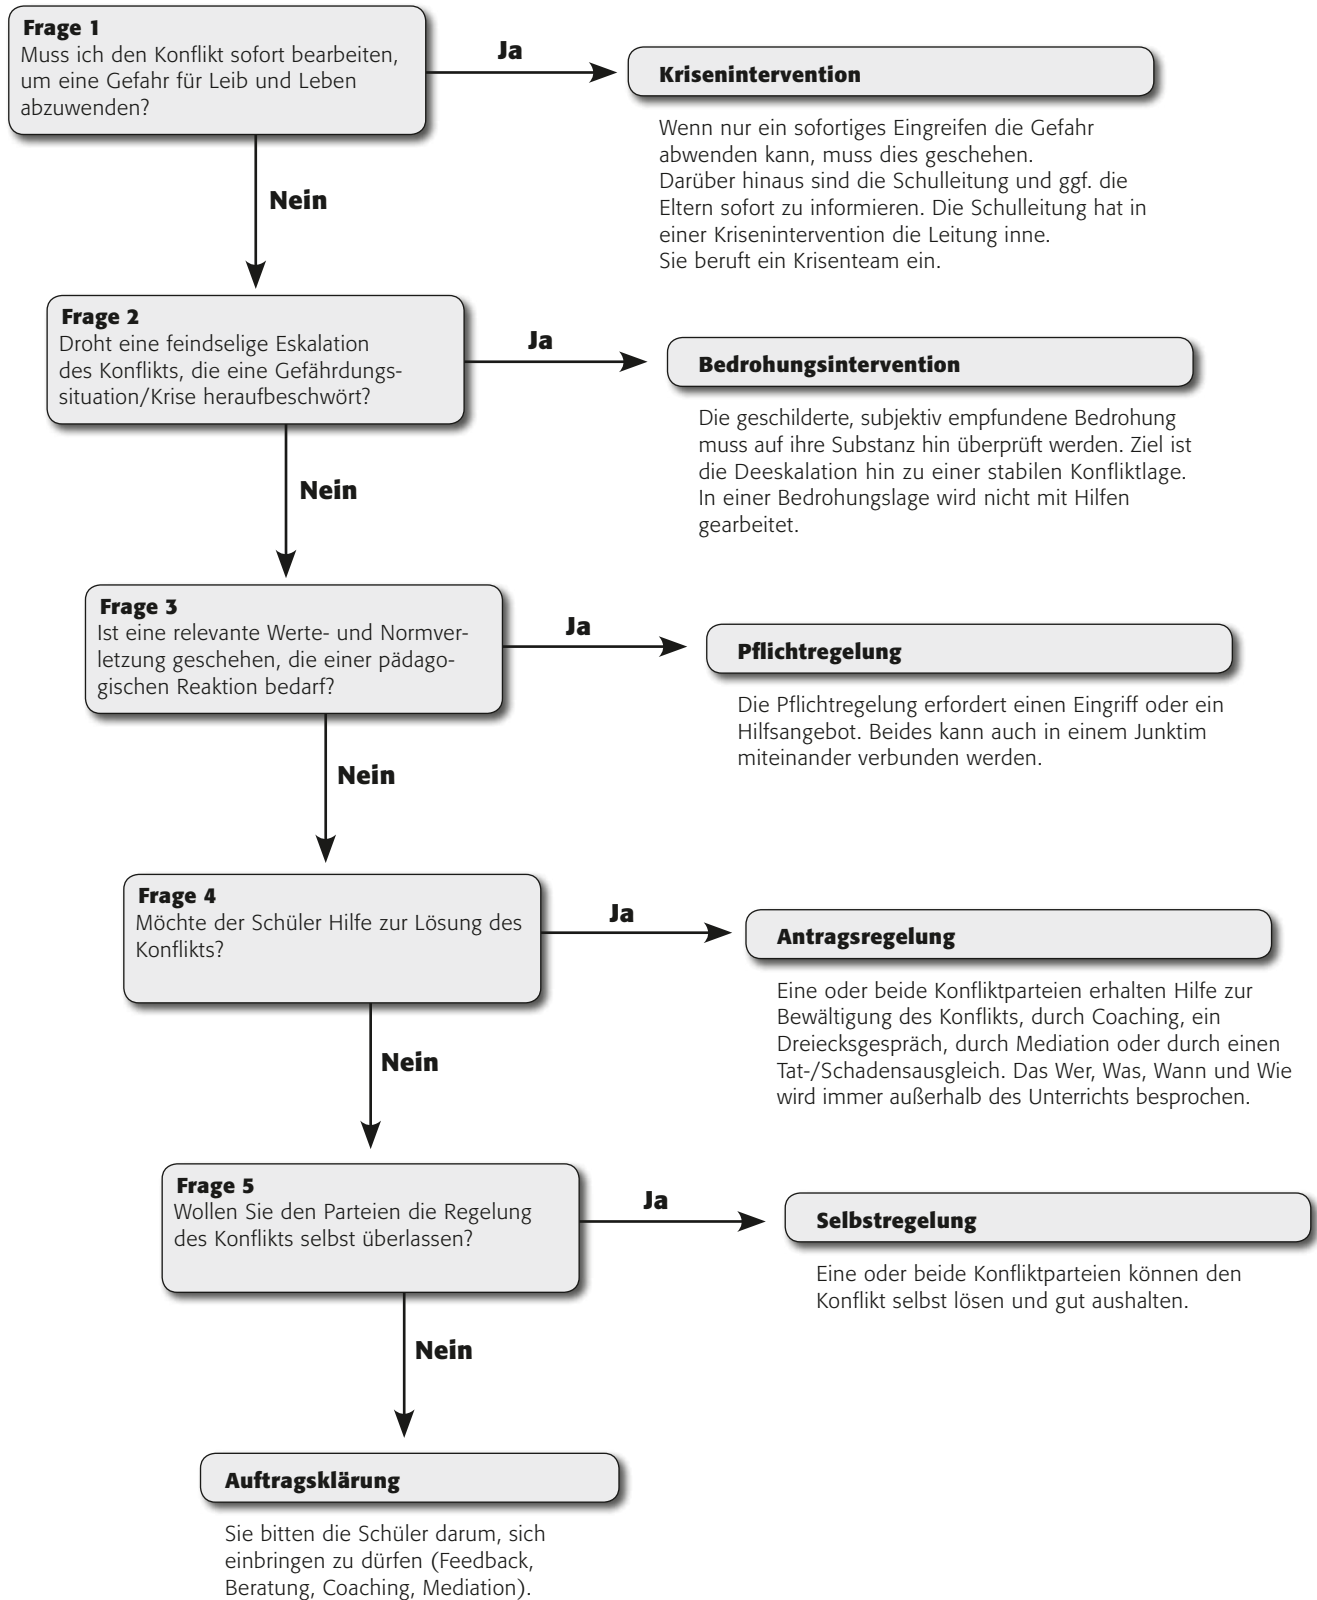 Frage 1
Muss ich den Konflikt sofort bearbeiten,
um eine Gefahr für Leib und Leben
abzuwenden?
Ja
Krisenintervention
Wenn nur ein sofortiges Eingreifen die Gefahr
abwenden kann, muss dies geschehen.
Darüber hinaus sind die Schulleitung und ggf. die
Eltern sofort zu informieren. Die Schulleitung hat in
einer Krisenintervention die Leitung inne.
Sie beruft ein Krisenteam ein.
Nein
Frage 2
Droht eine feindselige Eskalation
des Konflikts, die eine Gefährdungs-
situation/Krise heraufbeschwört?
Ja
Bedrohungsintervention
Die geschilderte, subjektiv empfundene Bedrohung
muss auf ihre Substanz hin überprüft werden. Ziel ist
die Deeskalation hin zu einer stabilen Konfliktlage.
In einer Bedrohungslage wird nicht mit Hilfen
gearbeitet.
Nein
Frage 3
Ist eine relevante Werte- und Normver-
letzung geschehen, die einer pädago-
gischen Reaktion bedarf?
Ja
Pflichtregelung
Die Pflichtregelung erfordert einen Eingriff oder ein
Hilfsangebot. Beides kann auch in einem Junktim
miteinander verbunden werden.
Nein
Frage 4
Möchte der Schüler Hilfe zur Lösung des
Konflikts?
Ja
Antragsregelung
Eine oder beide Konfliktparteien erhalten Hilfe zur
Bewältigung des Konflikts, durch Coaching, ein
Dreiecksgespräch, durch Mediation oder durch einen
Tat-/Schadensausgleich. Das Wer, Was, Wann und Wie
wird immer außerhalb des Unterrichts besprochen.
Nein
Frage 5
Wollen Sie den Parteien die Regelung
des Konflikts selbst überlassen?
Ja
Selbstregelung
Eine oder beide Konfliktparteien können den
Konflikt selbst lösen und gut aushalten.
Nein
Auftragsklärung
Sie bitten die Schüler darum, sich
einbringen zu dürfen (Feedback,
Beratung, Coaching, Mediation).